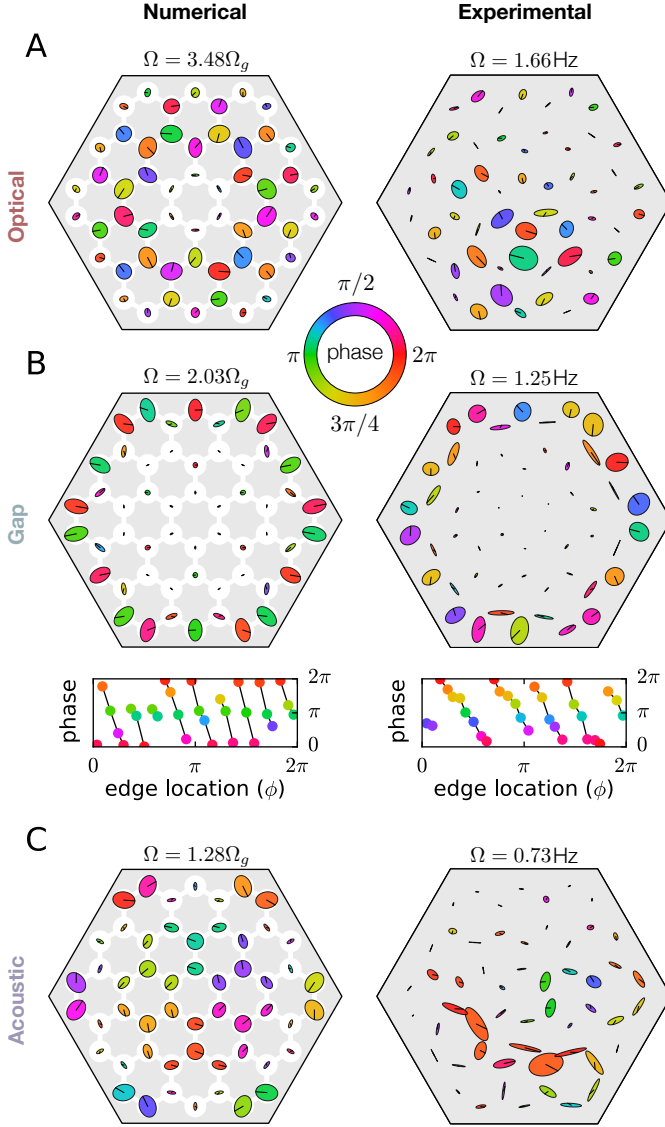 Numerical
Experimental
A
Ω = 3.48Ω_g
Ω = 1.66Hz
Optical
π/2
π
phase
2π
3π/4
B
Ω = 2.03Ω_g
Ω = 1.25Hz
Gap
phase
2π
π
0
0
π
2π
edge location (ϕ)
phase
2π
π
0
0
π
2π
edge location (ϕ)
C
Ω = 1.28Ω_g
Ω = 0.73Hz
Acoustic